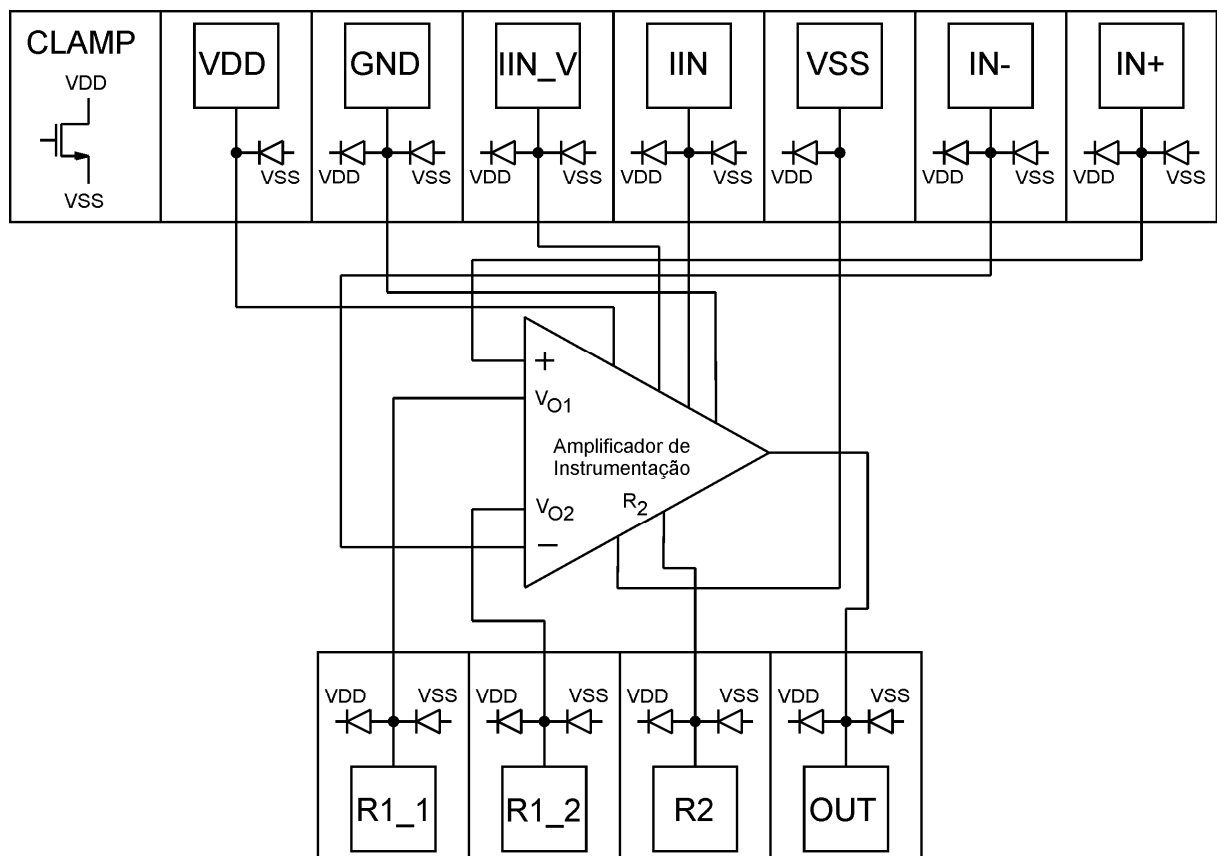 CLAMP
VDD
VSS
VDD
VSS
GND
VDD
VSS
IIN_V
VDD
VSS
IIN
VDD
VSS
VSS
VDD
IN-
VDD
VSS
IN+
VDD
VSS
+
VO1
Amplificador de
Instrumentação
R2
VO2
−
VDD
VSS
R1_1
VDD
VSS
R1_2
VDD
VSS
R2
VDD
VSS
OUT